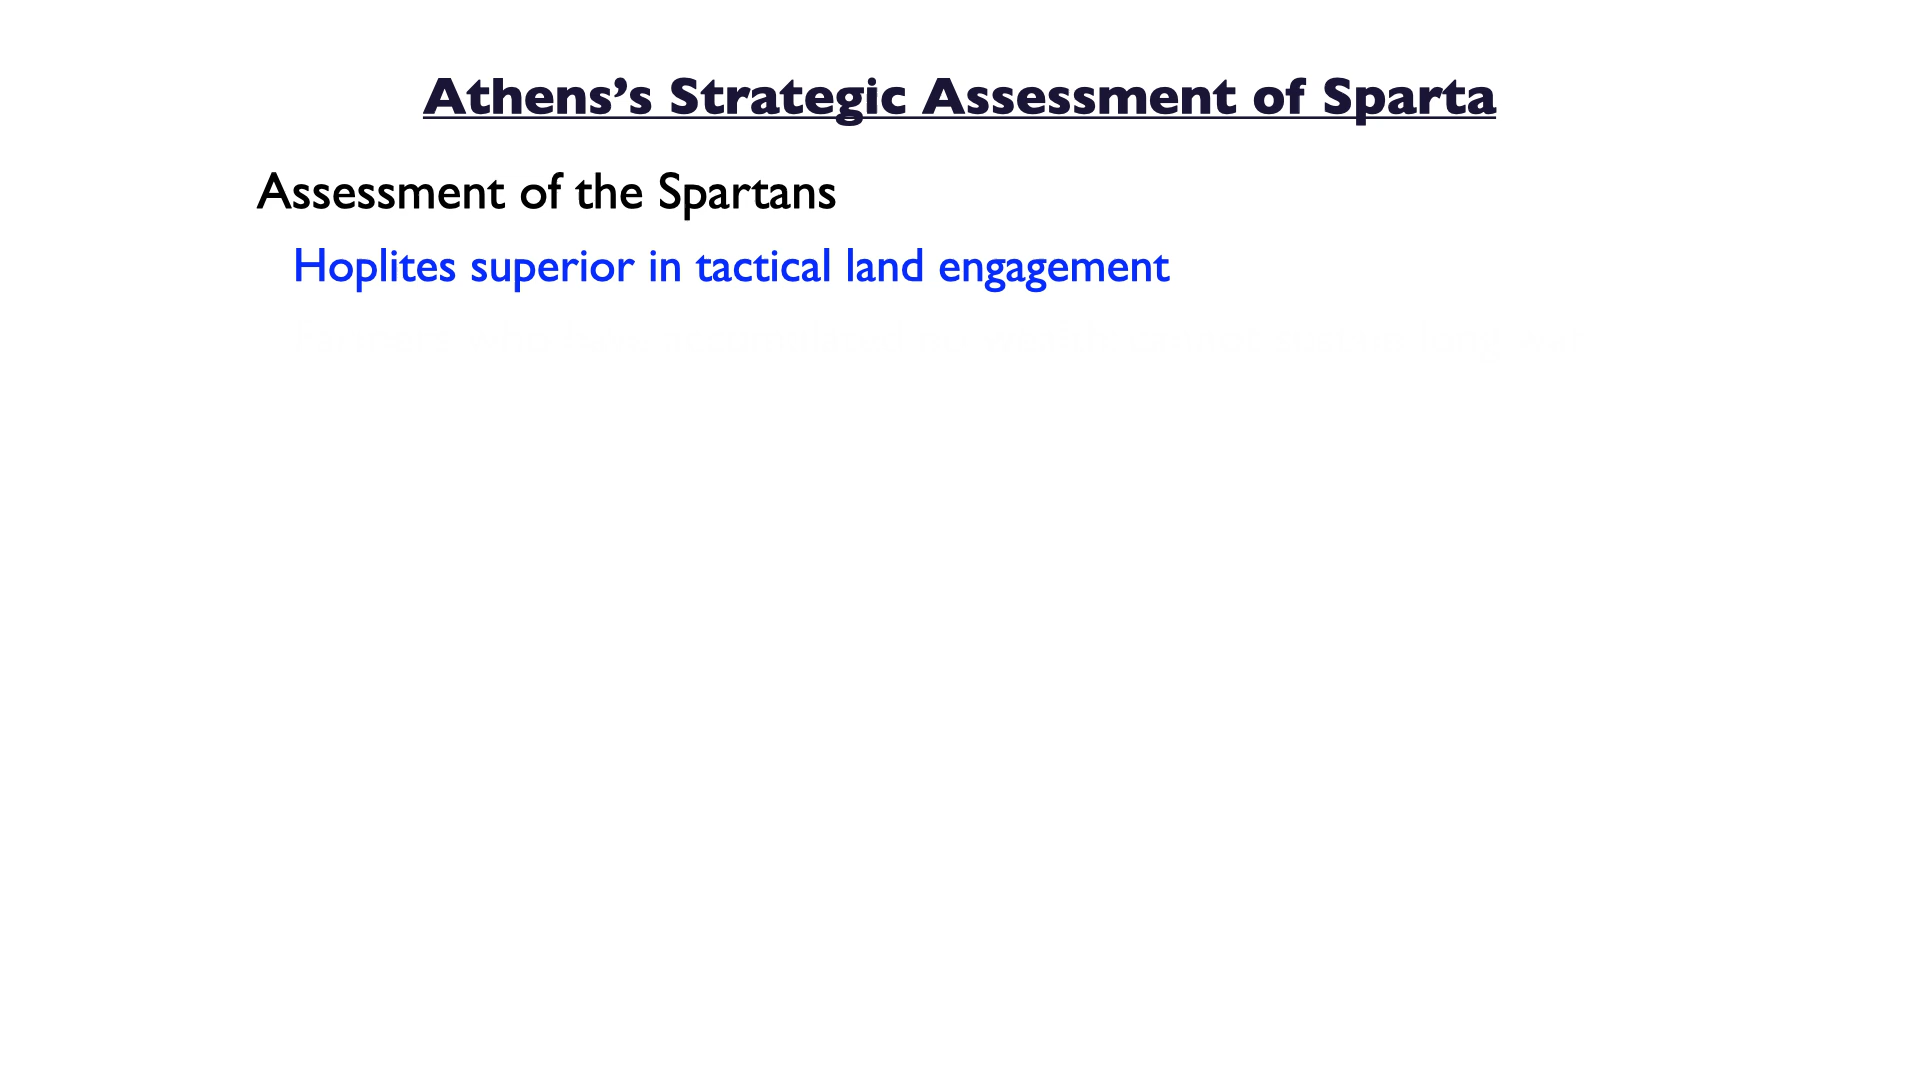 Athens’s Strategic Assessment of Sparta
Assessment of the Spartans
Hoplites superior in tactical land engagement